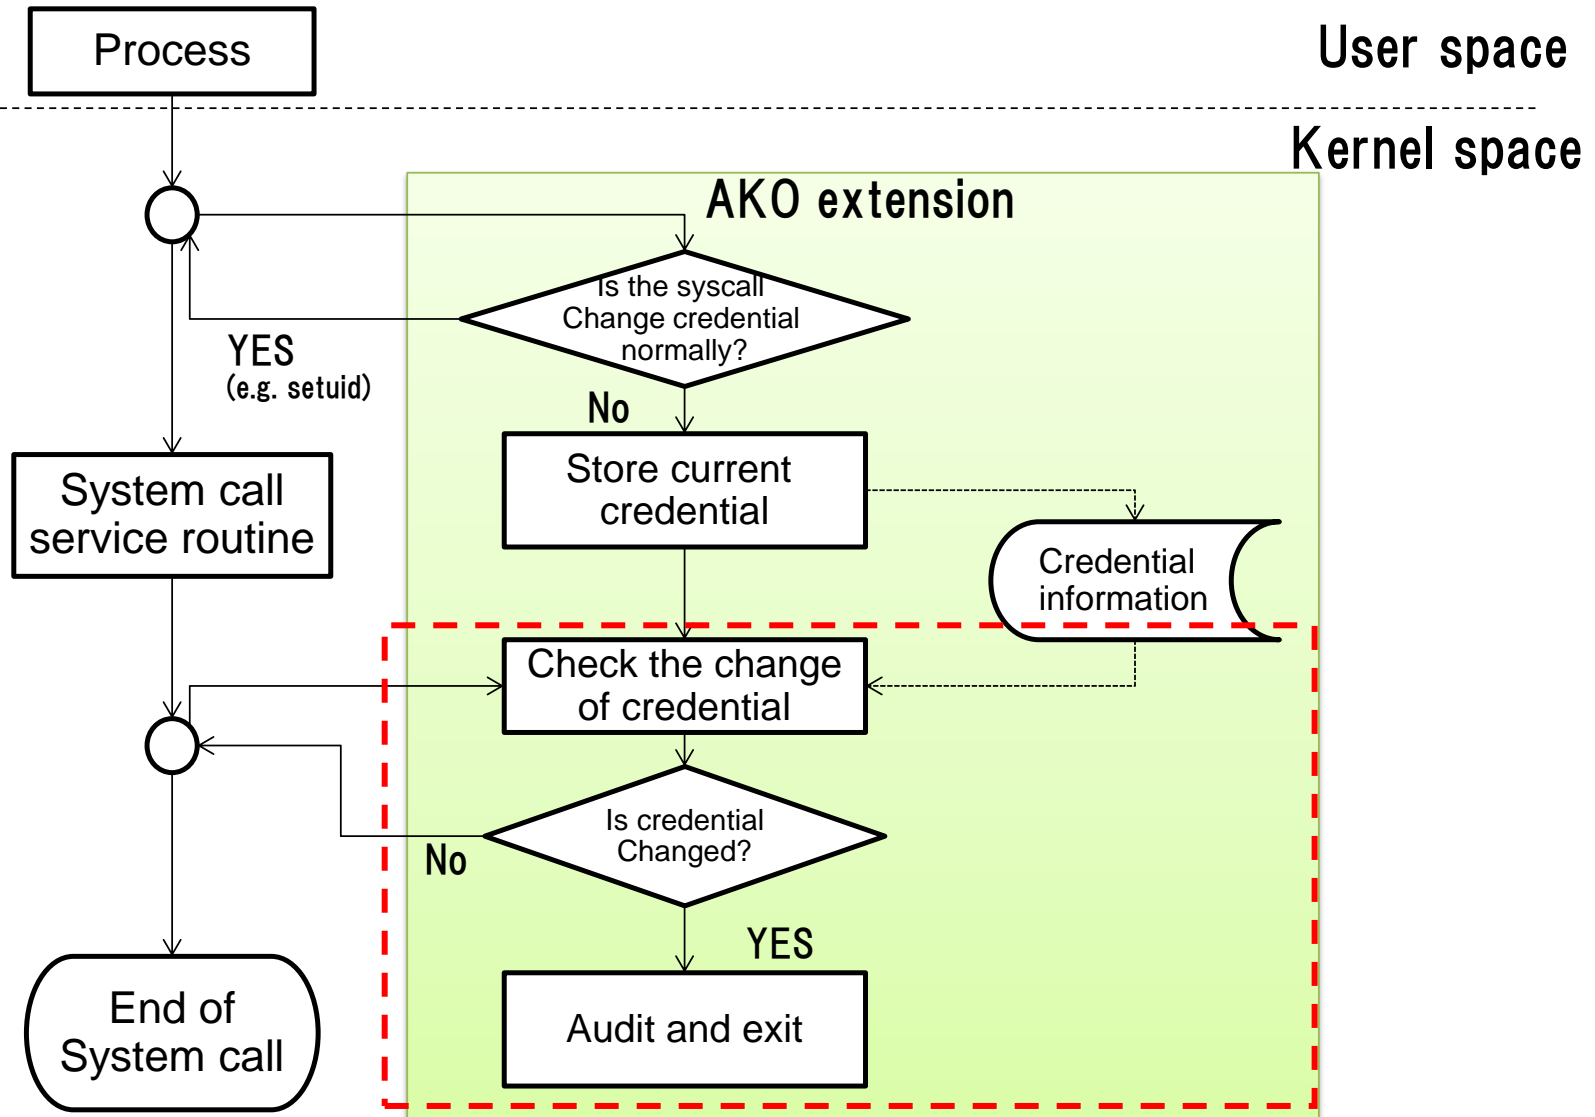 Process
User space
Kernel space
AKO extension
Is the syscall
Change credential
normally?
YES
(e.g. setuid)
No
Store current
credential
System call
service routine
Credential
information
Check the change
of credential
Is credential
Changed?
No
YES
End of
System call
Audit and exit